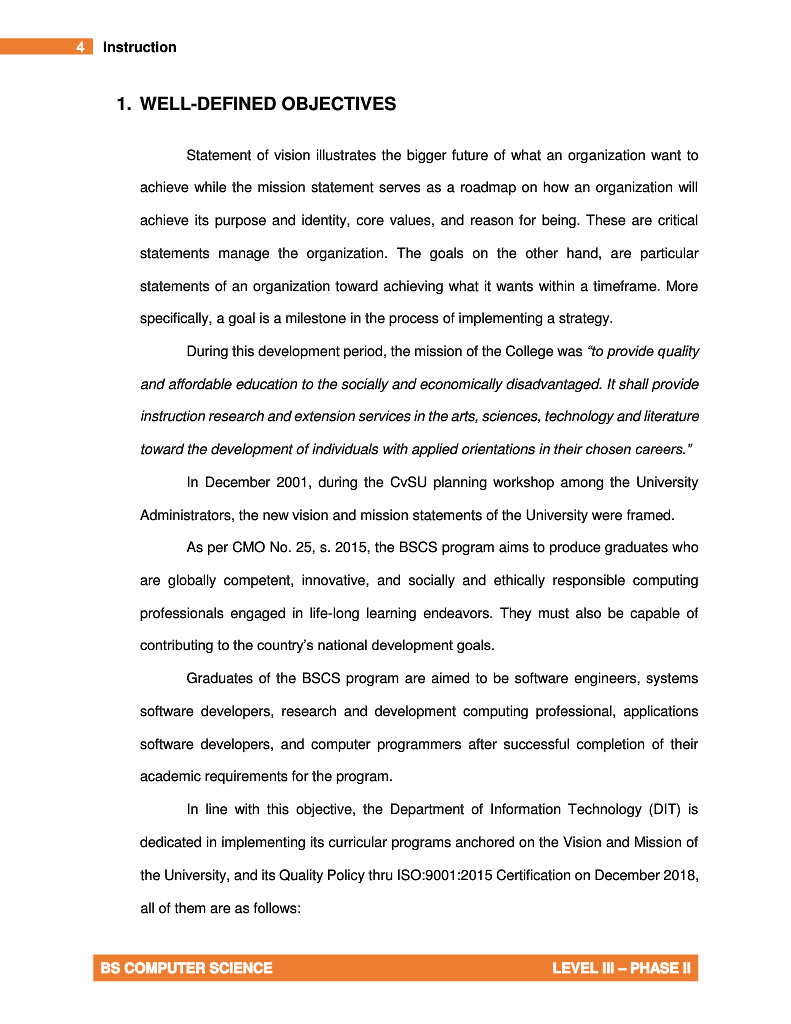 4 Instruction
1. WELL-DEFINED OBJECTIVES
Statement of vision illustrates the bigger future of what an organization want to
achieve while the mission statement serves as a roadmap on how an organization will
achieve its purpose and identity, core values, and reason for being. These are critical
statements manage the organization. The goals on the other hand, are particular
statements of an organization toward achieving what it wants within a timeframe. More
specifically, a goal is a milestone in the process of implementing a strategy.
During this development period, the mission of the College was “to provide quality
and affordable education to the socially and economically disadvantaged. It shall provide
instruction research and extension services in the arts, sciences, technology and literature
toward the development of individuals with applied orientations in their chosen careers.”
In December 2001, during the CvSU planning workshop among the University
Administrators, the new vision and mission statements of the University were framed.
As per CMO No. 25, s. 2015, the BSCS program aims to produce graduates who
are globally competent, innovative, and socially and ethically responsible computing
professionals engaged in life-long learning endeavors. They must also be capable of
contributing to the country’s national development goals.
Graduates of the BSCS program are aimed to be software engineers, systems
software developers, research and development computing professional, applications
software developers, and computer programmers after successful completion of their
academic requirements for the program.
In line with this objective, the Department of Information Technology (DIT) is
dedicated in implementing its curricular programs anchored on the Vision and Mission of
the University, and its Quality Policy thru ISO:9001:2015 Certification on December 2018,
all of them are as follows:
BS COMPUTER SCIENCE LEVEL III – PHASE II